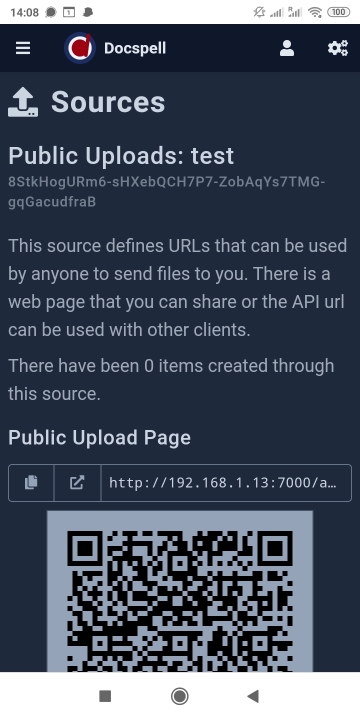 14:08
1
R
100
Docspell
Sources
Public Uploads: test
8StkHogURm6-sHXebQCH7P7-ZobAqYs7TMG-
gqGacudfraB
This source defines URLs that can be used
by anyone to send files to you. There is a
web page that you can share or the API url
can be used with other clients.
There have been 0 items created through
this source.
Public Upload Page
http://192.168.1.13:7000/a…